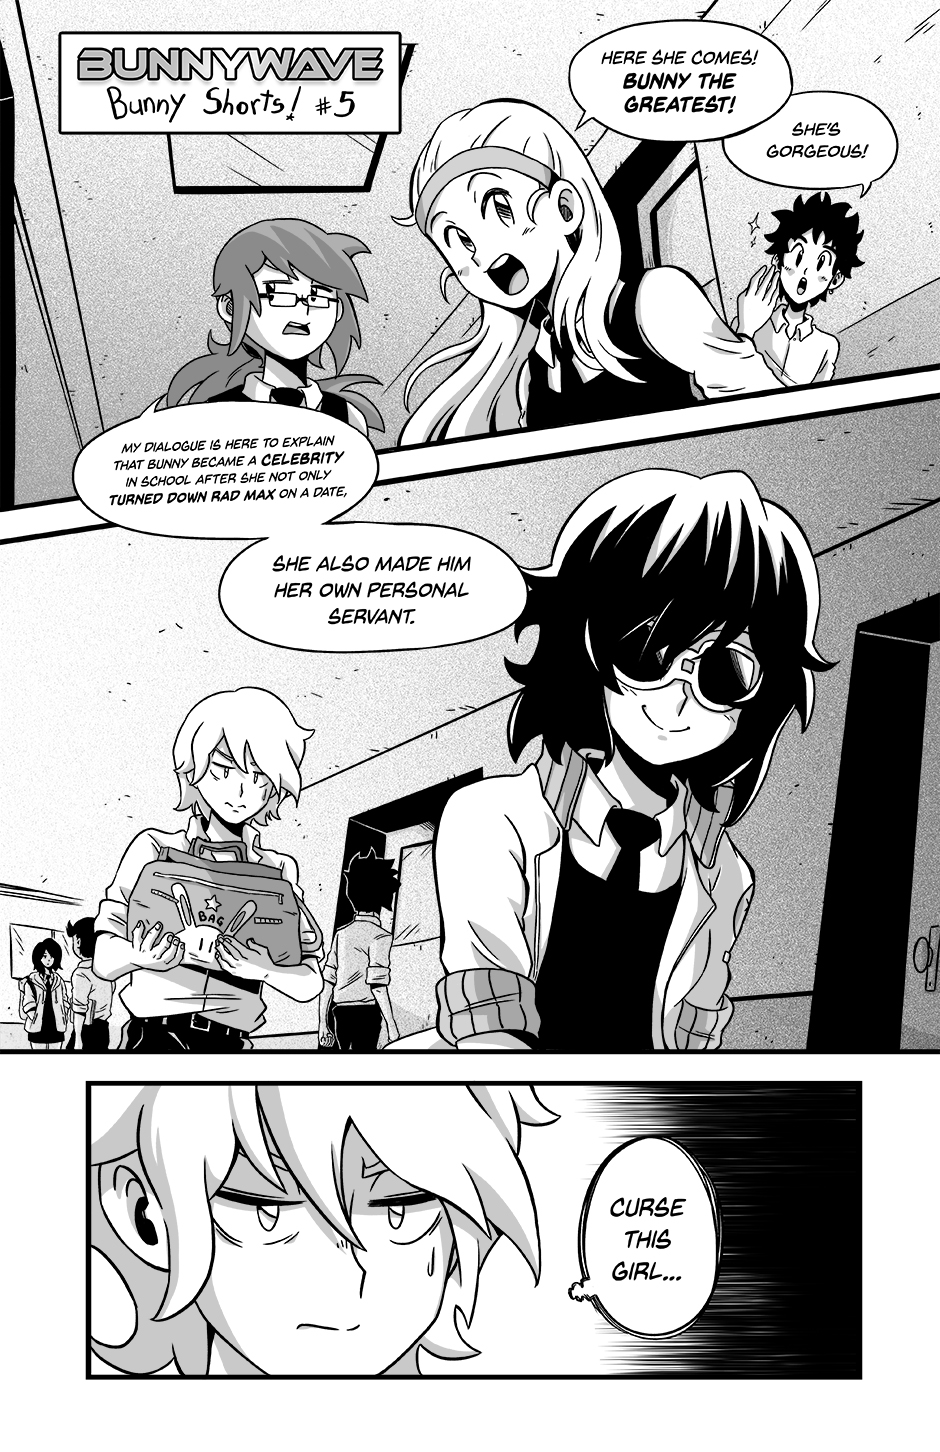 BUNNYWAVE
Bunny Shorts! #5
HERE SHE COMES!
BUNNY THE
GREATEST!
SHE'S
GORGEOUS!
MY DIALOGUE IS HERE TO EXPLAIN
THAT BUNNY BECAME A CELEBRITY
IN SCHOOL AFTER SHE NOT ONLY
TURNED DOWN RAD MAX ON A DATE,
SHE ALSO MADE HIM
HER OWN PERSONAL
SERVANT.
BAG
CURSE
THIS
GIRL...